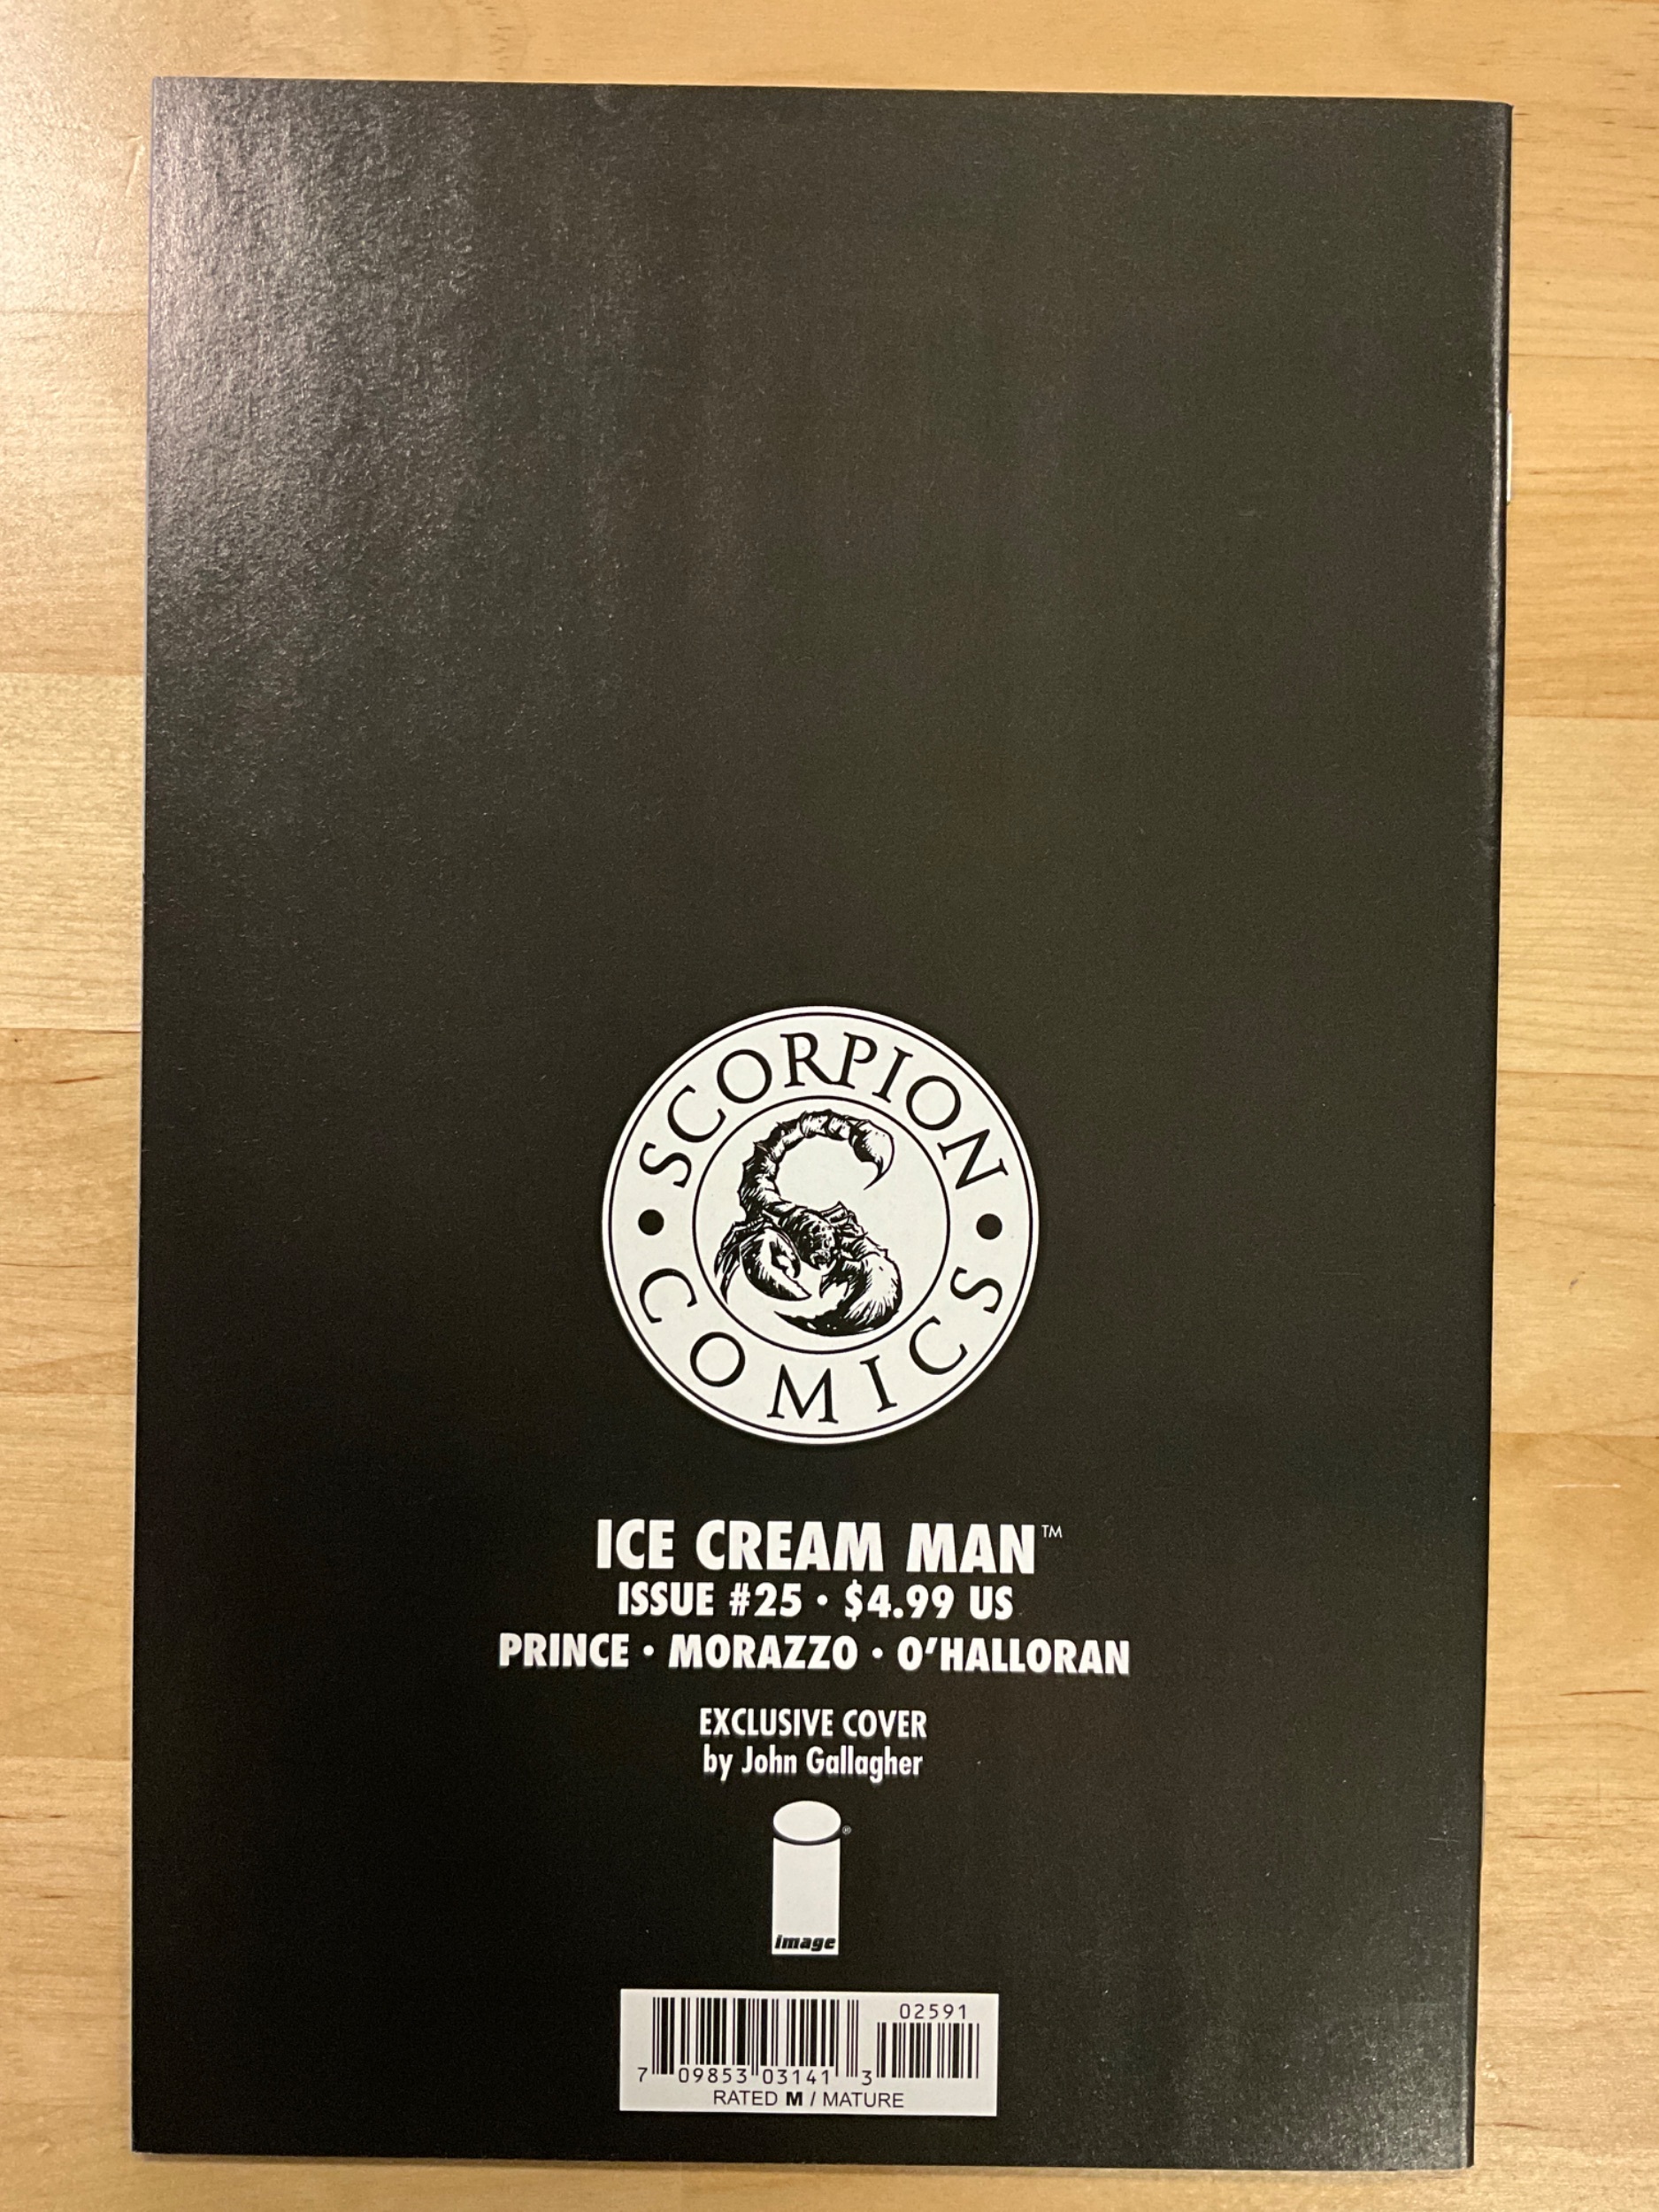 SCORPION
COMICS
ICE CREAM MAN™
ISSUE #25 • $4.99 US
PRINCE • MORAZZO • O'HALLORAN
EXCLUSIVE COVER
by John Gallagher
®
image
02591
7 09853 03141 3
RATED M / MATURE